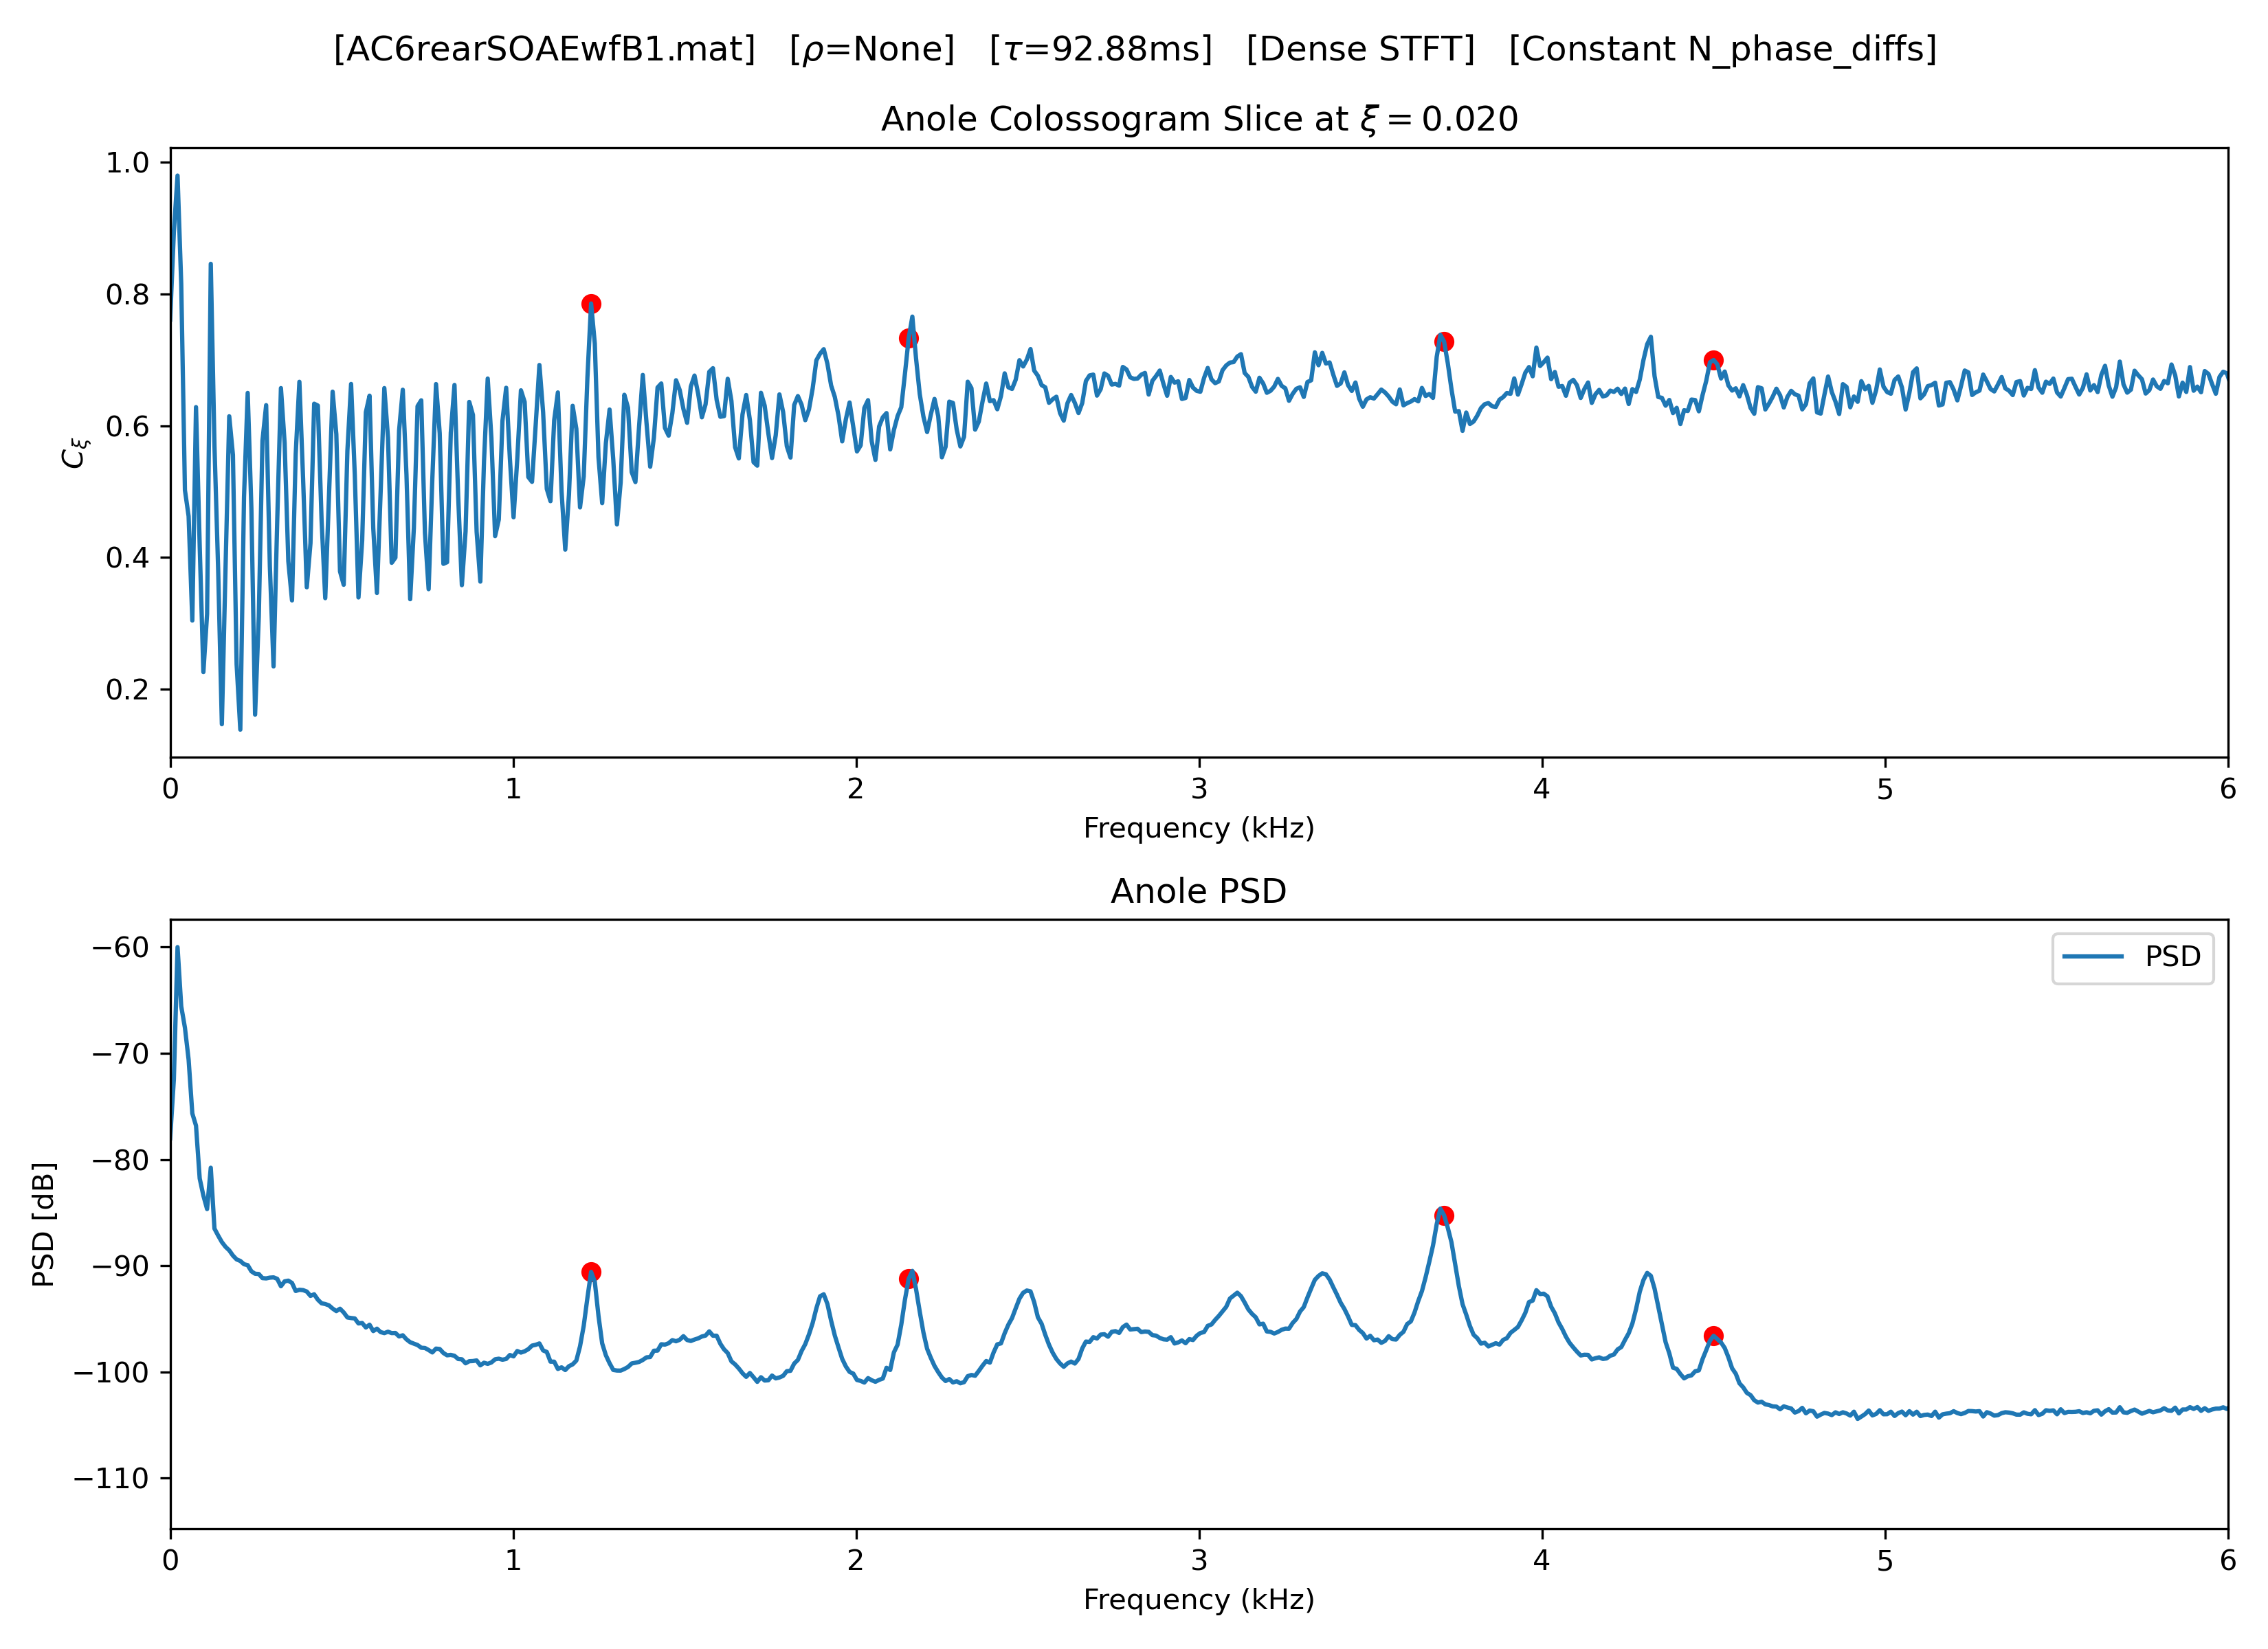 [AC6rearSOAEwfB1.mat] [ρ=None] [τ=92.88ms] [Dense STFT] [Constant N_phase_diffs]
Anole Colossogram Slice at ξ = 0.020
1.0
0.8
0.6
0.4
0.2
Cξ
0 1 2 3 4 5 6
Frequency (kHz)
Anole PSD
PSD
−60
−70
−80
−90
−100
−110
PSD [dB]
0 1 2 3 4 5 6
Frequency (kHz)